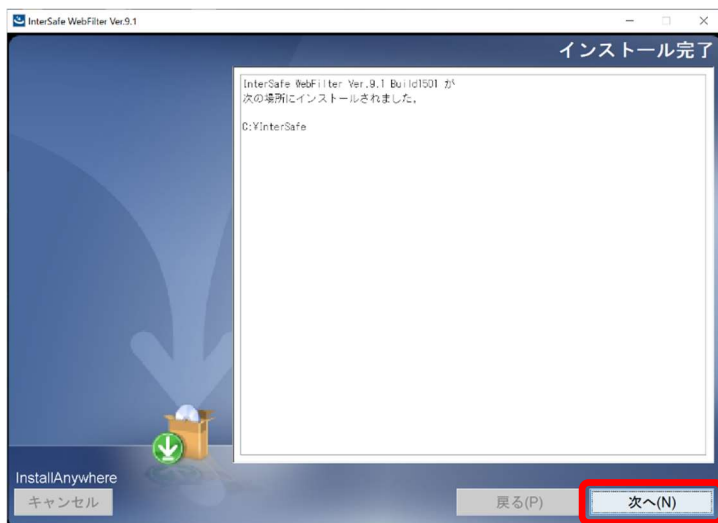 InterSafe WebFilter Ver.9.1
インストール完了
InterSafe WebFilter Ver.9.1 Build1501 が
次の場所にインストールされました.
C:¥InterSafe
InstallAnywhere
キャンセル
戻る(P)
次へ(N)